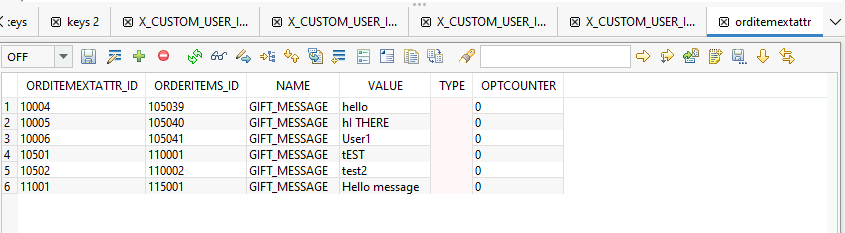 :eys keys 2 X_CUSTOM_USER_I... X_CUSTOM_USER_I... X_CUSTOM_USER_I... X_CUSTOM_USER_I... orditemextattr
OFF
ORDITEMEXTATTR_ID ORDERITEMS_ID NAME VALUE TYPE OPTCOUNTER
1 10004 105039 GIFT_MESSAGE hello 0
2 10005 105040 GIFT_MESSAGE hI THERE 0
3 10006 105041 GIFT_MESSAGE User1 0
4 10501 110001 GIFT_MESSAGE tEST 0
5 10502 110002 GIFT_MESSAGE test2 0
6 11001 115001 GIFT_MESSAGE Hello message 0